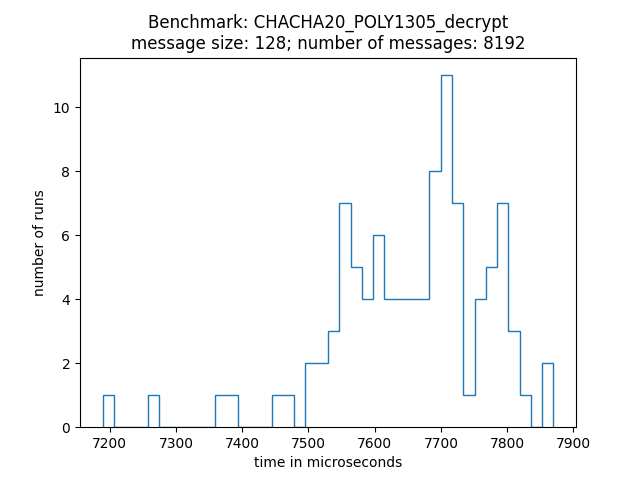 Benchmark: CHACHA20_POLY1305_decrypt
message size: 128; number of messages: 8192
number of runs
10
8
6
4
2
0
7200 7300 7400 7500 7600 7700 7800 7900
time in microseconds